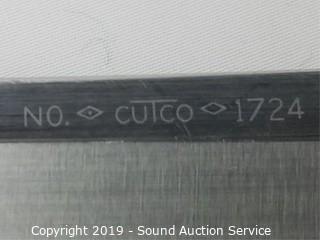 NO. CUTCO 1724
Copyright 2019 - Sound Auction Service